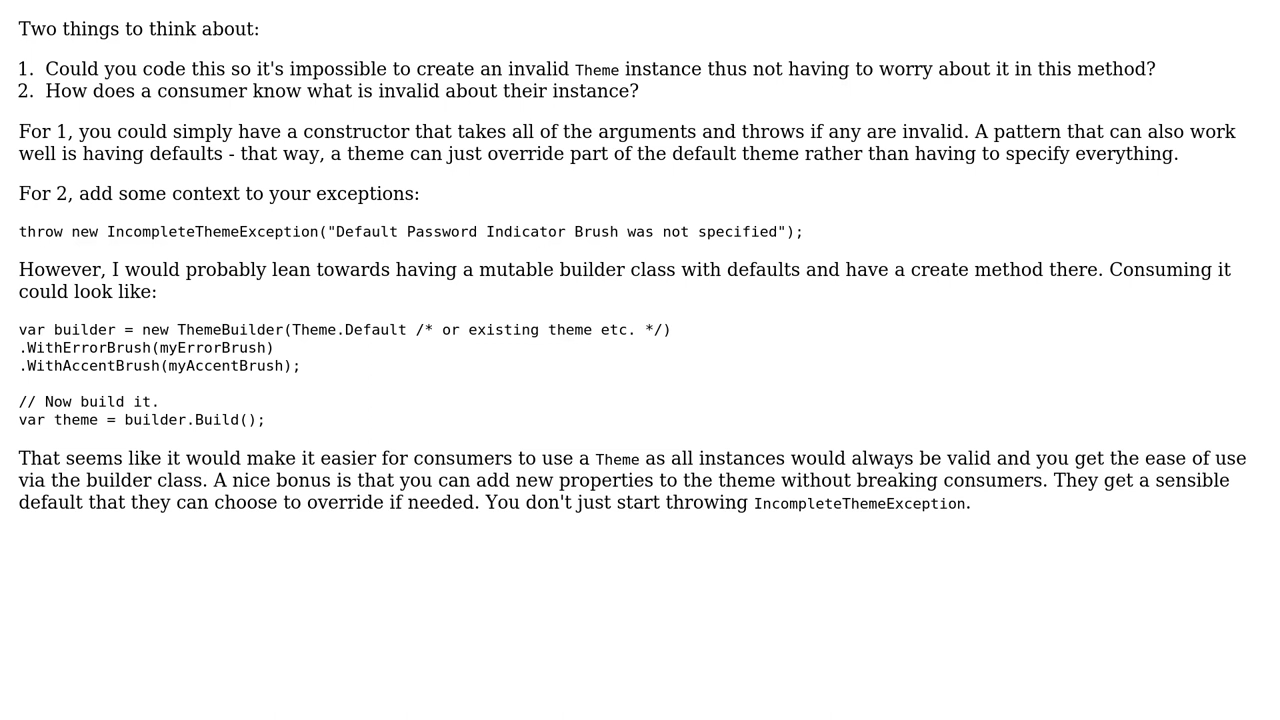 Two things to think about:
1. Could you code this so it's impossible to create an invalid Theme instance thus not having to worry about it in this method?
2. How does a consumer know what is invalid about their instance?
For 1, you could simply have a constructor that takes all of the arguments and throws if any are invalid. A pattern that can also work
well is having defaults - that way, a theme can just override part of the default theme rather than having to specify everything.
For 2, add some context to your exceptions:
throw new IncompleteThemeException("Default Password Indicator Brush was not specified");
However, I would probably lean towards having a mutable builder class with defaults and have a create method there. Consuming it
could look like:
var builder = new ThemeBuilder(Theme.Default /* or existing theme etc. */)
.WithErrorBrush(myErrorBrush)
.WithAccentBrush(myAccentBrush);
// Now build it.
var theme = builder.Build();
That seems like it would make it easier for consumers to use a Theme as all instances would always be valid and you get the ease of use
via the builder class. A nice bonus is that you can add new properties to the theme without breaking consumers. They get a sensible
default that they can choose to override if needed. You don't just start throwing IncompleteThemeException.